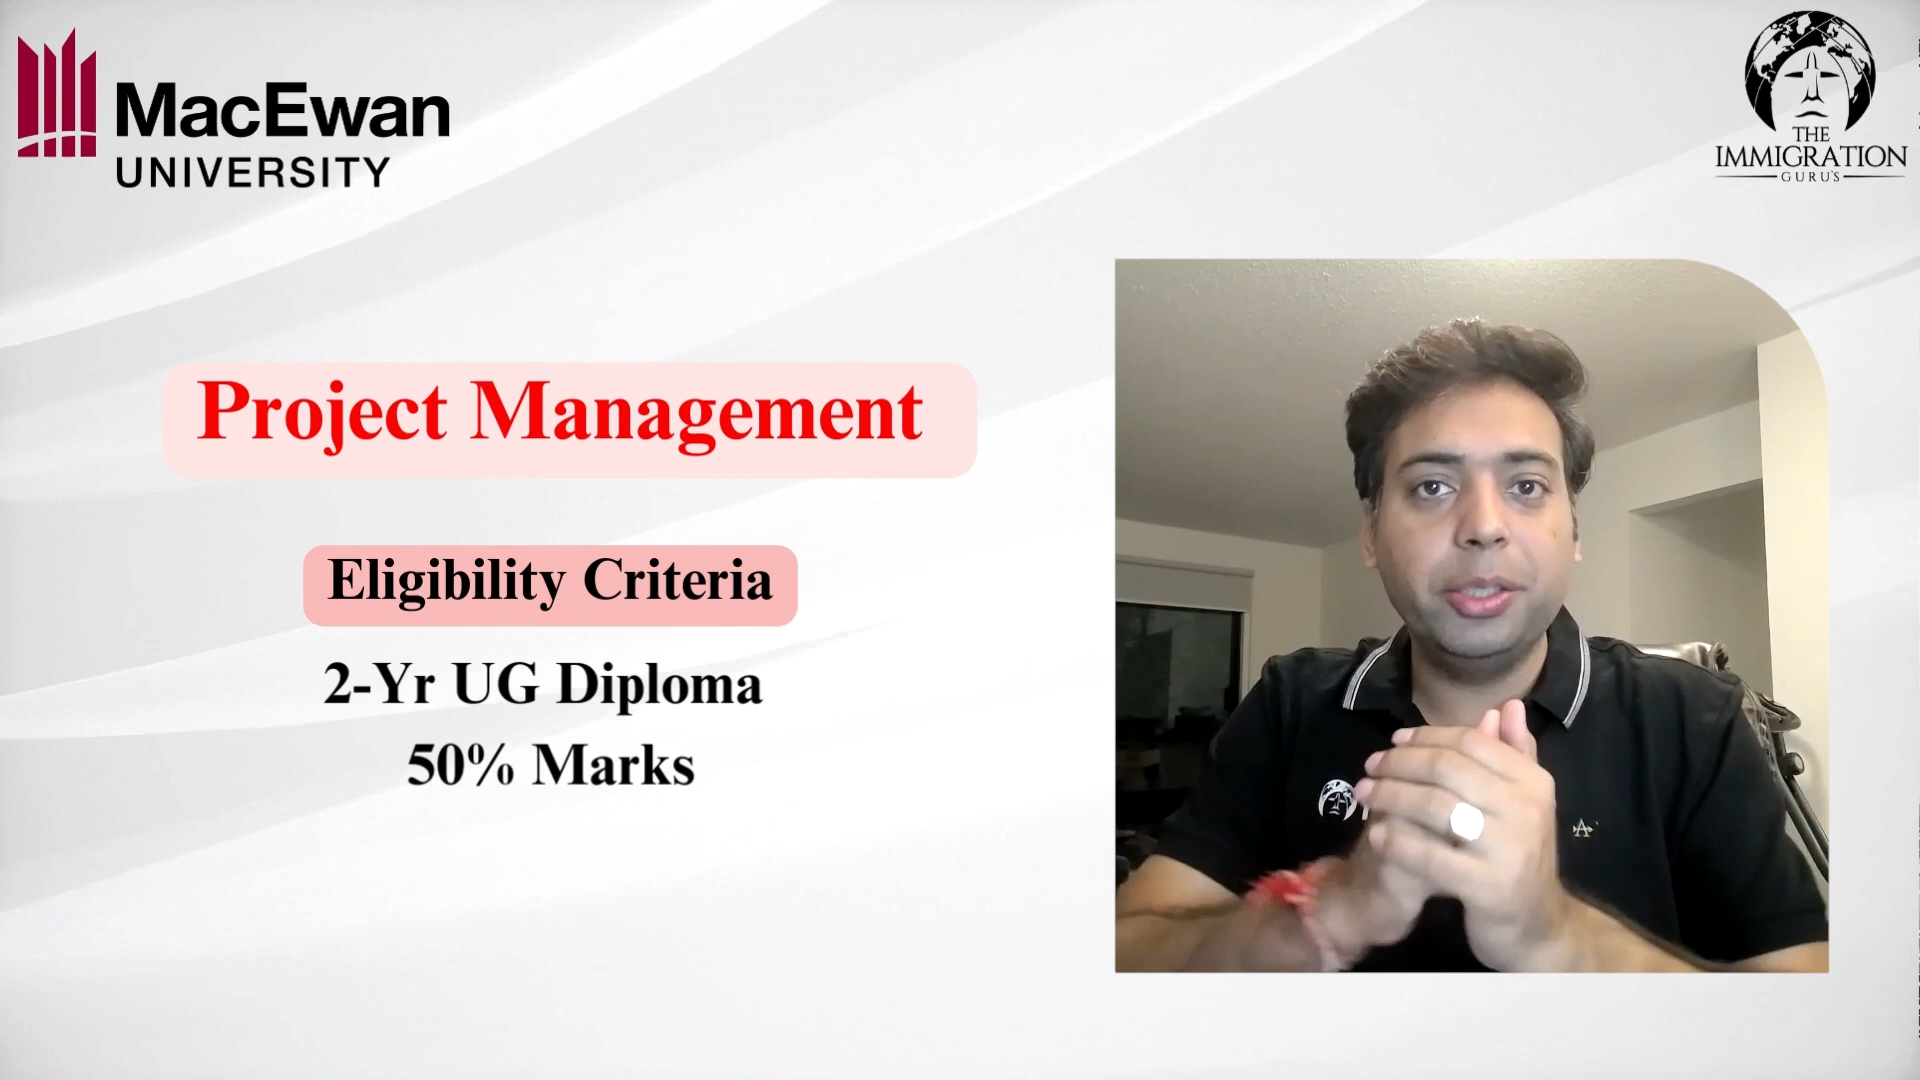 MacEwan
UNIVERSITY
THE
IMMIGRATION
GURU'S
Project Management
Eligibility Criteria
2-Yr UG Diploma
50% Marks
A